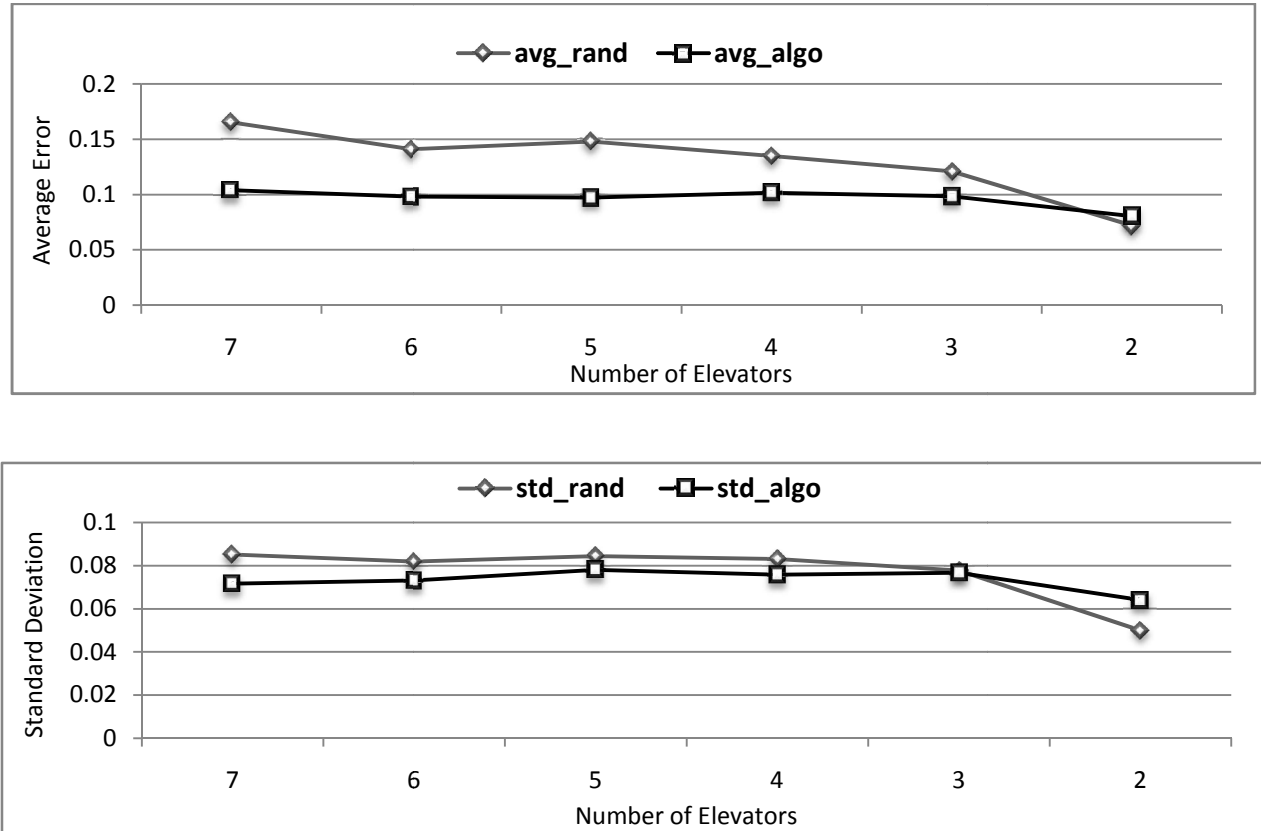 avg_rand avg_algo
0.2
0.15
0.1
0.05
0
Average Error
7 6 5 4 3 2
Number of Elevators
std_rand std_algo
0.1
0.08
0.06
0.04
0.02
0
Standard Deviation
7 6 5 4 3 2
Number of Elevators